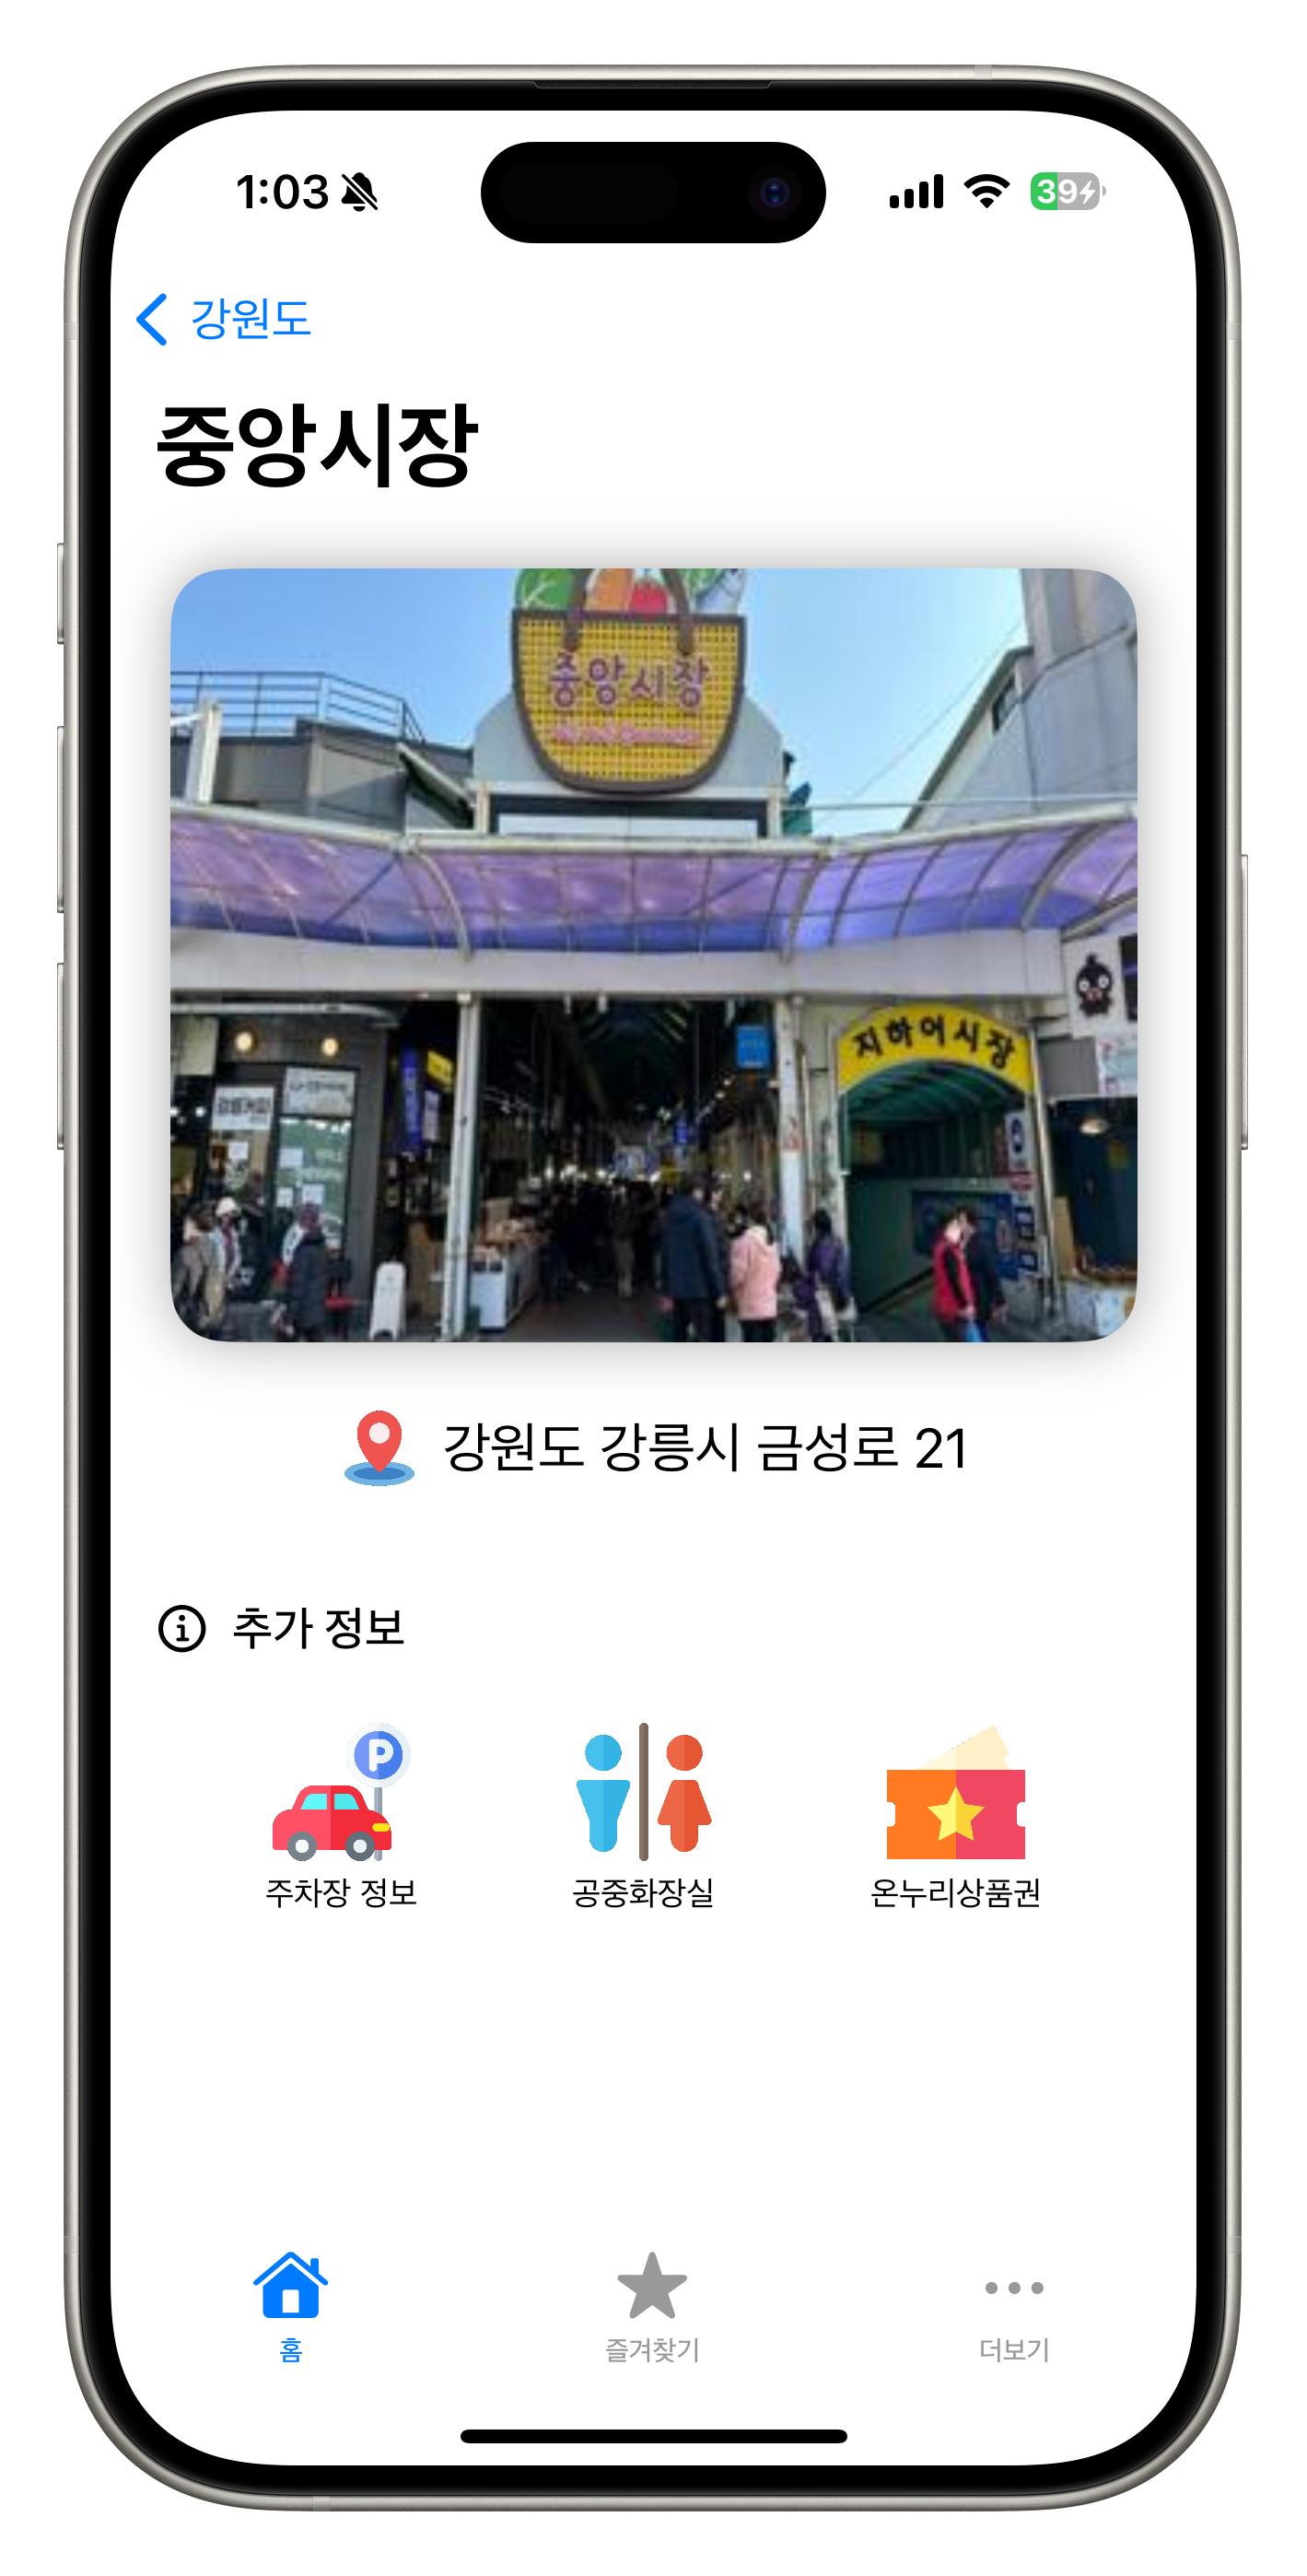 1:03
39
강원도
중앙시장
중앙시장
지하어시장
강원도 강릉시 금성로 21
추가 정보
P
주차장 정보
공중화장실
온누리상품권
홈
즐겨찾기
더보기